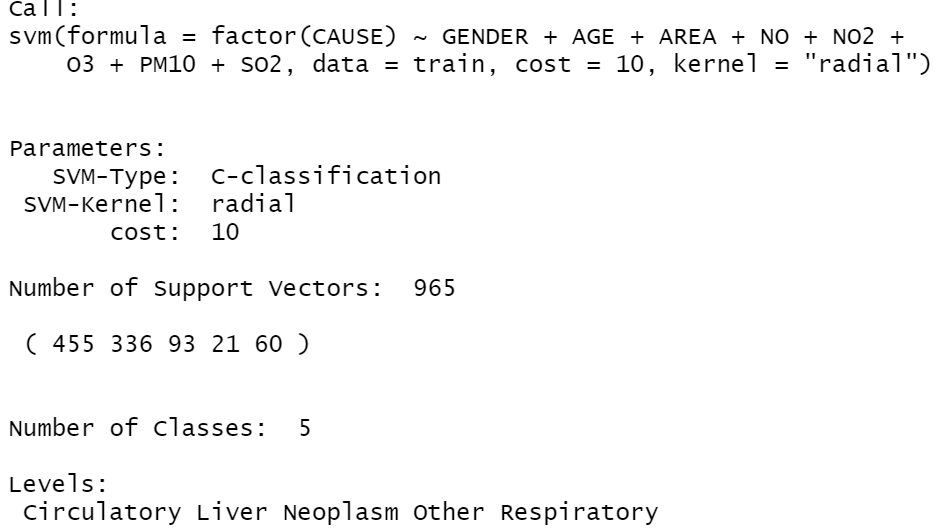 Call:
svm(formula = factor(CAUSE) ~ GENDER + AGE + AREA + NO + NO2 +
O3 + PM10 + SO2, data = train, cost = 10, kernel = "radial")
Parameters:
SVM-Type: C-classification
SVM-Kernel: radial
cost: 10
Number of Support Vectors: 965
( 455 336 93 21 60 )
Number of Classes: 5
Levels:
Circulatory Liver Neoplasm Other Respiratory